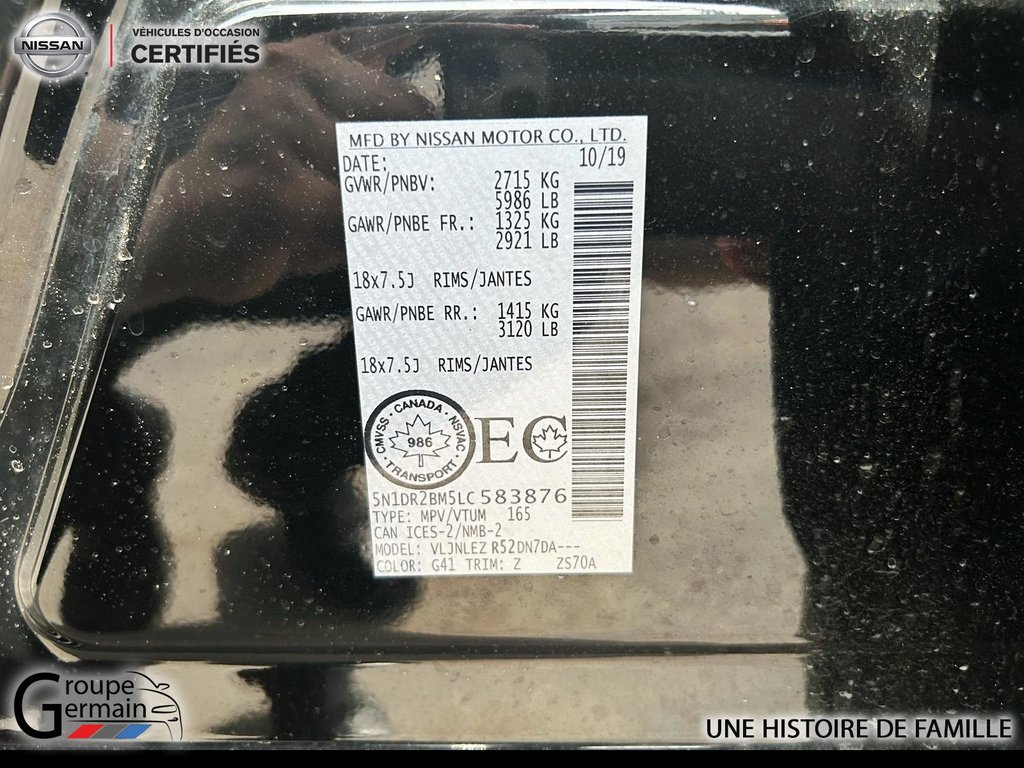 NISSAN
VÉHICULES D'OCCASION
CERTIFIÉS
MFD BY NISSAN MOTOR CO., LTD.
DATE: 10/19
GVWR/PNBV: 2715 KG
5986 LB
GAWR/PNBE FR.: 1325 KG
2921 LB
18x7.5J RIMS/JANTES
GAWR/PNBE RR.: 1415 KG
3120 LB
18x7.5J RIMS/JANTES
CMVSS · CANADA · NSVAC
986
· TRANSPORT ·
EC
5N1DR2BM5LC583876
TYPE: MPV/VTUM 165
CAN ICES-2/NMB-2
MODEL: VLJNLEZ R52DN7DA---
COLOR: G41 TRIM: Z ZS70A
Groupe
Germain
UNE HISTOIRE DE FAMILLE